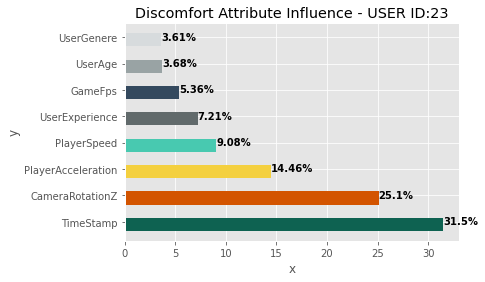 Discomfort Attribute Influence - USER ID:23
UserGenere 3.61%
UserAge 3.68%
GameFps 5.36%
UserExperience 7.21%
PlayerSpeed 9.08%
PlayerAcceleration 14.46%
CameraRotationZ 25.1%
TimeStamp 31.5%
y
0 5 10 15 20 25 30
x